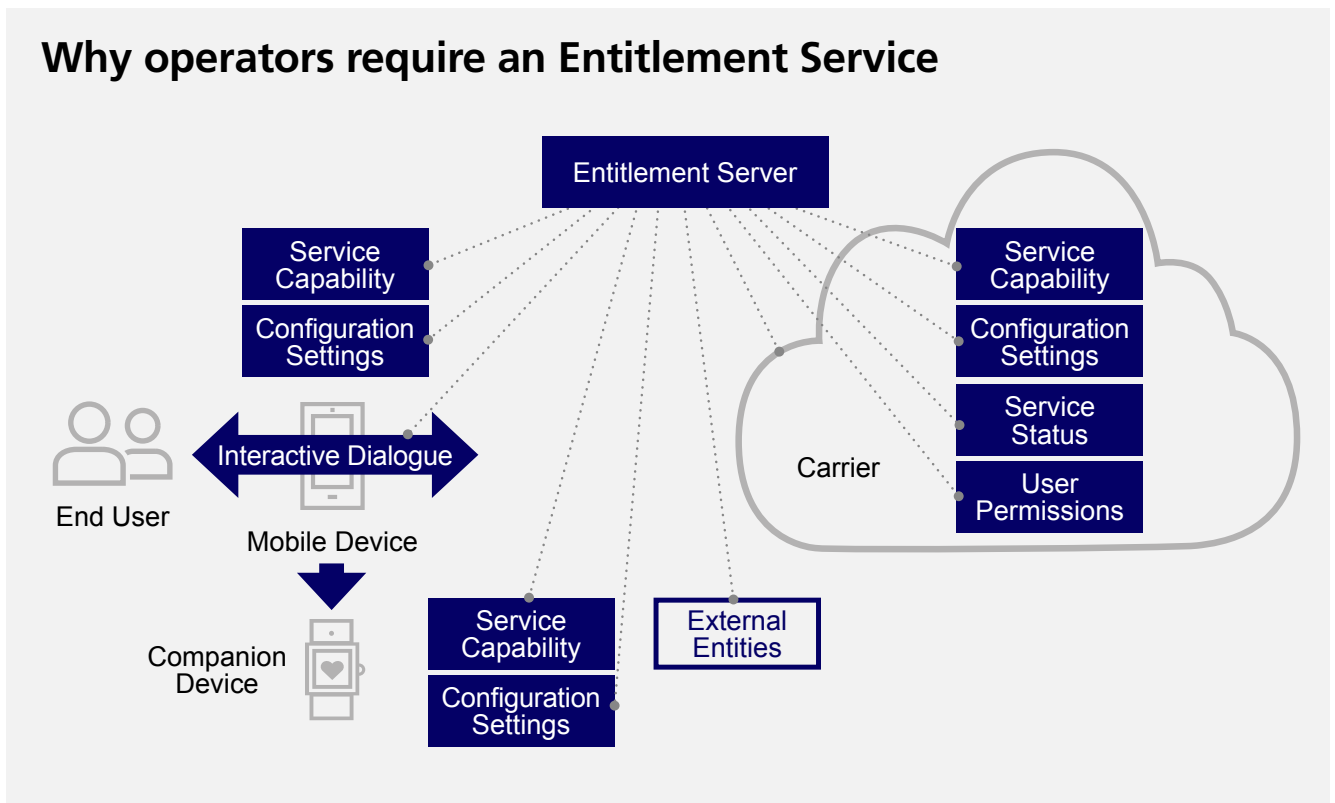 Why operators require an Entitlement Service
Entitlement Server
Service
Capability
Configuration
Settings
Interactive Dialogue
End User
Mobile Device
Companion
Device
Service
Capability
Configuration
Settings
External
Entities
Carrier
Service
Capability
Configuration
Settings
Service
Status
User
Permissions